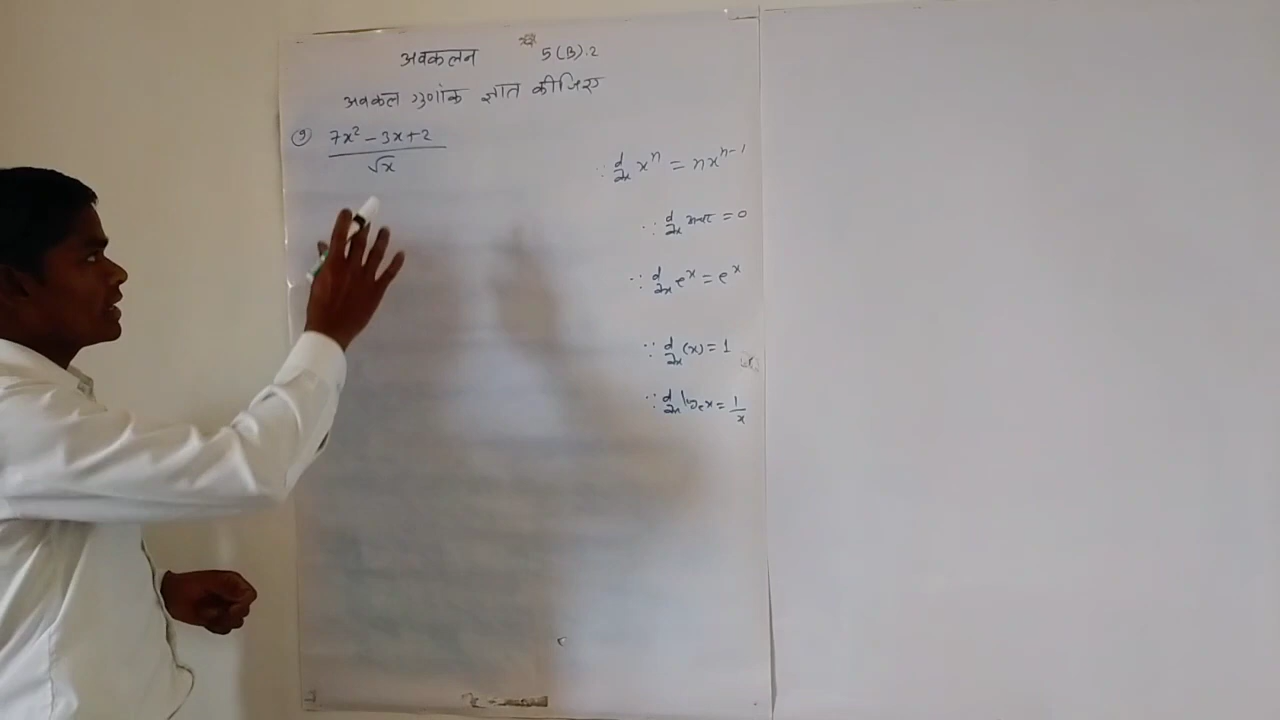 अवकलन 5(B).2
अवकल गुणांक ज्ञात कीजिए
9) 7x² - 3x + 2 / √x
∵ d/dx xⁿ = nxⁿ⁻¹
∵ d/dx अचर = 0
∵ d/dx eˣ = eˣ
∵ d/dx (x) = 1
∵ d/dx logₑx = 1/x